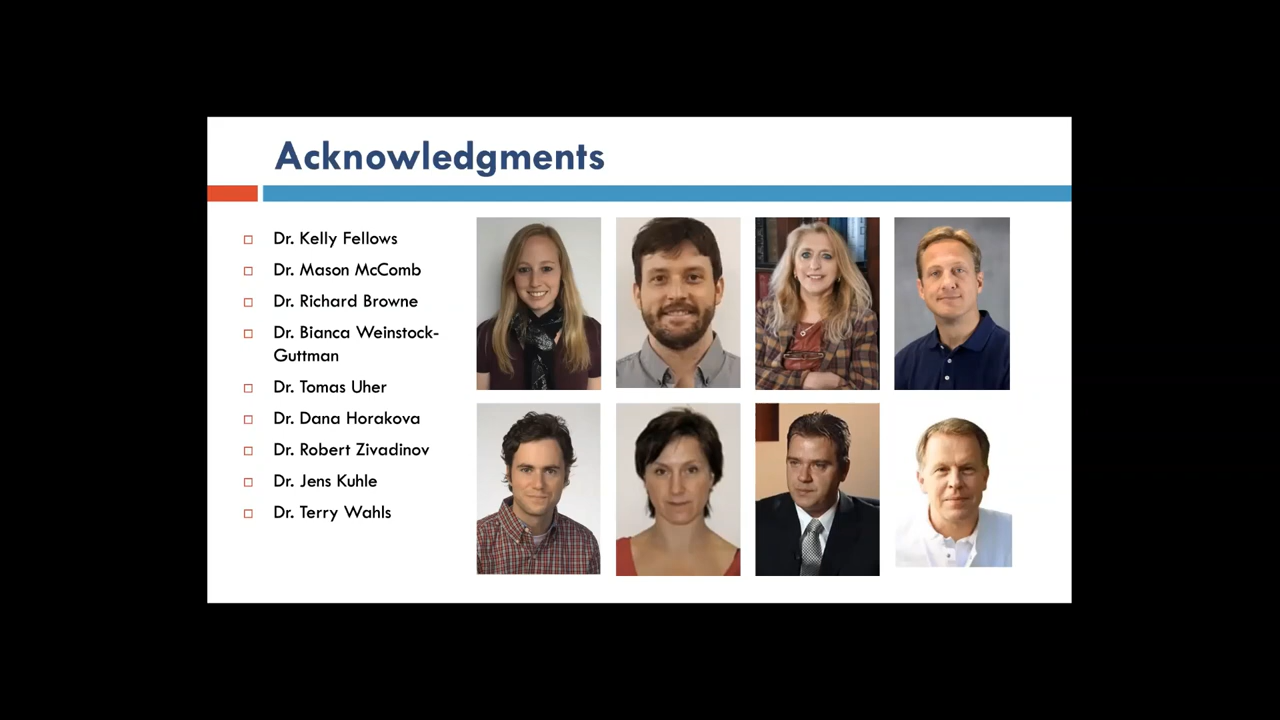 Acknowledgments
Dr. Kelly Fellows
Dr. Mason McComb
Dr. Richard Browne
Dr. Bianca Weinstock-
Guttman
Dr. Tomas Uher
Dr. Dana Horakova
Dr. Robert Zivadinov
Dr. Jens Kuhle
Dr. Terry Wahls